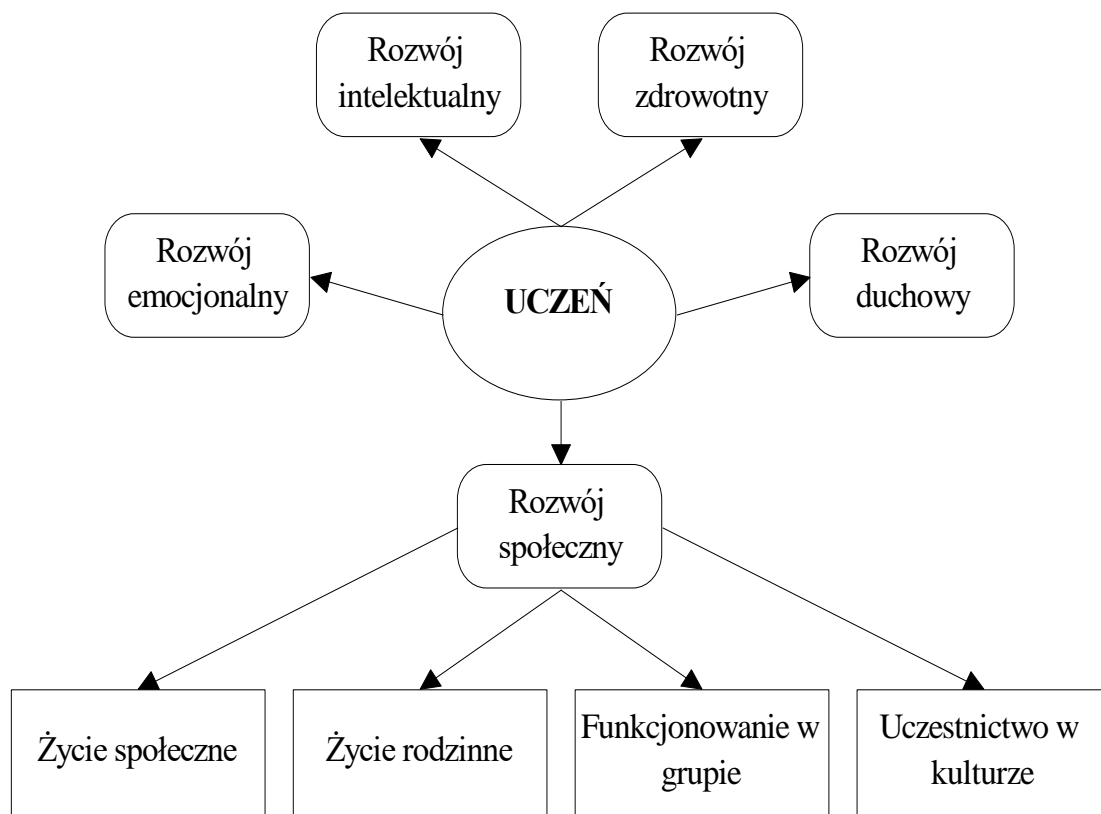 Rozwój
intelektualny
Rozwój
zdrowotny
Rozwój
emocjonalny
UCZEŃ
Rozwój
duchowy
Rozwój
społeczny
Życie społeczne
Życie rodzinne
Funkcjonowanie w
grupie
Uczestnictwo w
kulturze